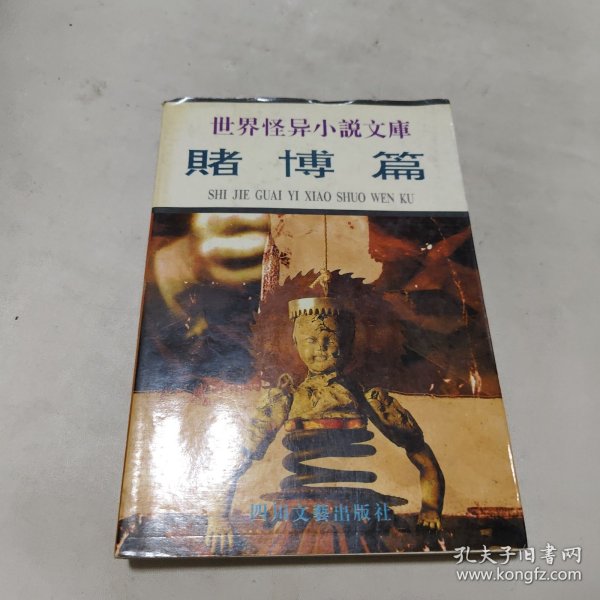 世界怪异小說文庫
賭博篇
SHI JIE GUAI YI XIAO SHUO WEN KU
四川文藝出版社
孔夫子旧书网
www.kongfz.com